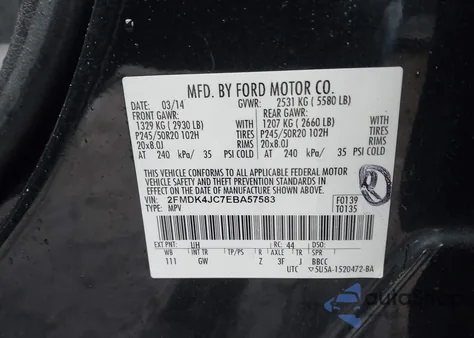 MFD. BY FORD MOTOR CO.
DATE: 03/14 GVWR: 2531 KG ( 5580 LB)
FRONT GAWR: REAR GAWR:
1329 KG ( 2930 LB) 1207 KG ( 2660 LB)
P245/50R20 102H TIRES P245/50R20 102H TIRES
20x8.0J RIMS 20x8.0J RIMS
AT 240 kPa/ 35 PSI COLD AT 240 kPa/ 35 PSI COLD
THIS VEHICLE CONFORMS TO ALL APPLICABLE FEDERAL MOTOR
VEHICLE SAFETY AND THEFT PREVENTION STANDARDS IN
EFFECT ON THE DATE OF MANUFACTURE SHOWN ABOVE.
VIN: 2FMDK4JC7EBA57583 F0139
TYPE: MPV T0135
EXT PNT: UH RC: 44 DSO:
WB INT TR TP/PS R AXLE TR SPR
111 GW Z 3F J BBCC
UTC 5U5A-1520472-BA
autoStrop